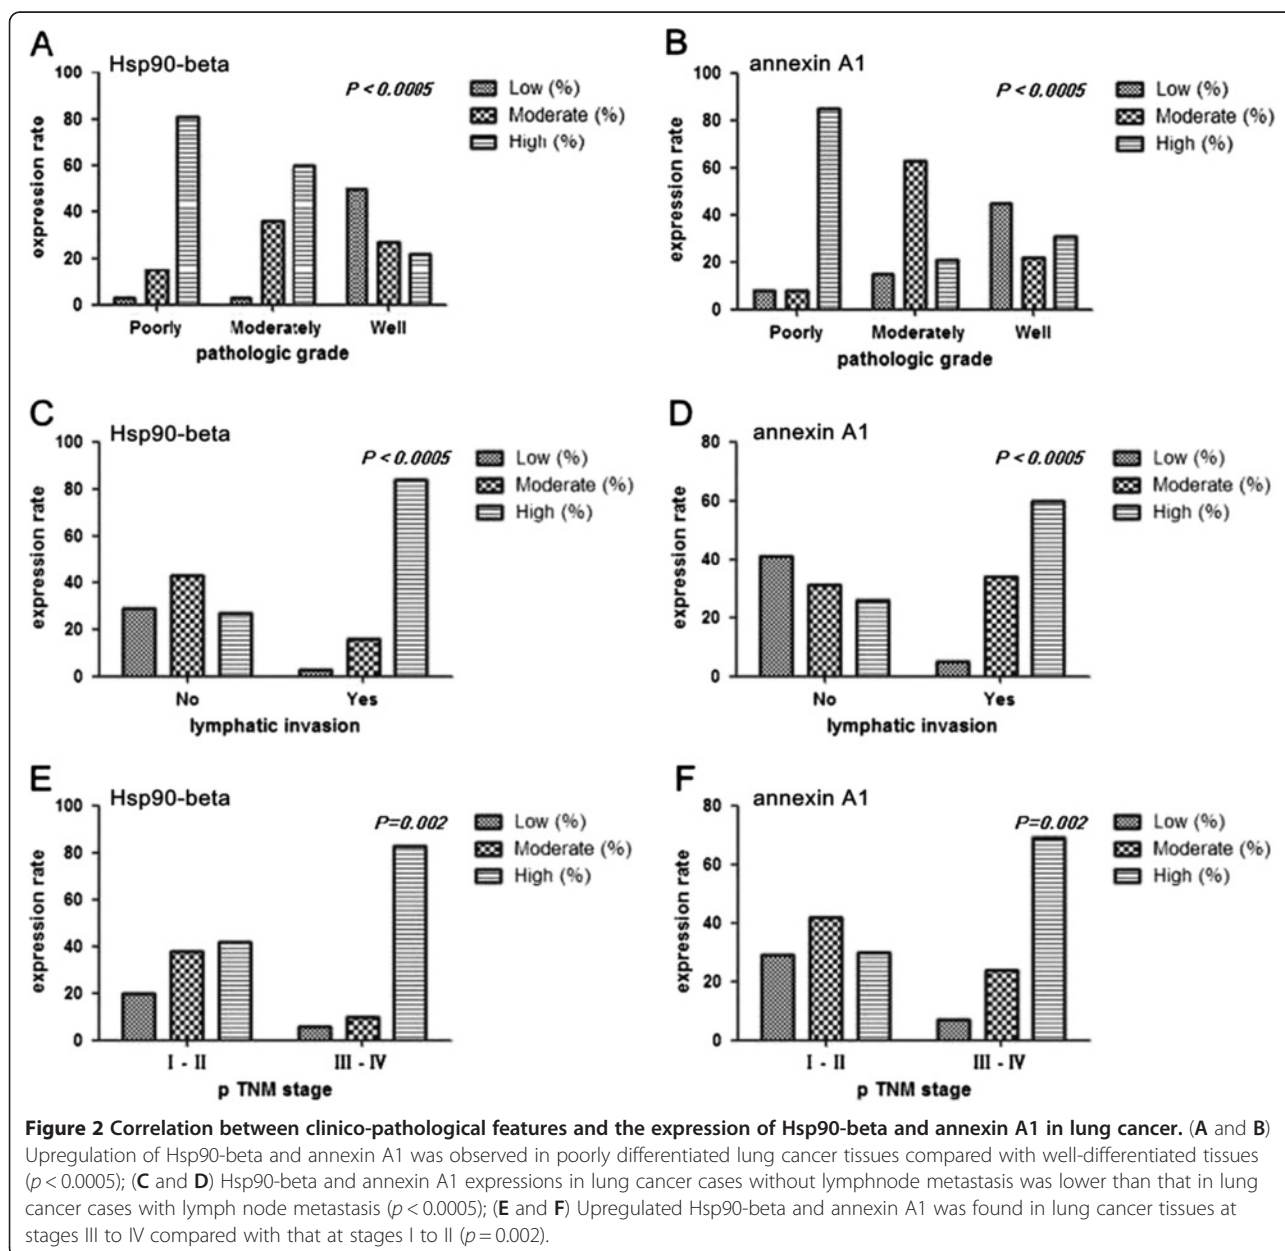 A
Hsp90-beta
P < 0.0005
Low (%)
Moderate (%)
High (%)
expression rate
100
80
60
40
20
0
Poorly Moderately Well
pathologic grade
B
annexin A1
P < 0.0005
Low (%)
Moderate (%)
High (%)
expression rate
100
80
60
40
20
0
Poorly Moderately Well
pathologic grade
C
Hsp90-beta
P < 0.0005
Low (%)
Moderate (%)
High (%)
expression rate
100
80
60
40
20
0
No Yes
lymphatic invasion
D
annexin A1
P < 0.0005
Low (%)
Moderate (%)
High (%)
expression rate
80
60
40
20
0
No Yes
lymphatic invasion
E
Hsp90-beta
P=0.002
Low (%)
Moderate (%)
High (%)
expression rate
100
80
60
40
20
0
I - II III - IV
p TNM stage
F
annexin A1
P=0.002
Low (%)
Moderate (%)
High (%)
expression rate
80
60
40
20
0
I - II III - IV
p TNM stage
Figure 2 Correlation between clinico-pathological features and the expression of Hsp90-beta and annexin A1 in lung cancer. (A and B)
Upregulation of Hsp90-beta and annexin A1 was observed in poorly differentiated lung cancer tissues compared with well-differentiated tissues
(p < 0.0005); (C and D) Hsp90-beta and annexin A1 expressions in lung cancer cases without lymphnode metastasis was lower than that in lung
cancer cases with lymph node metastasis (p < 0.0005); (E and F) Upregulated Hsp90-beta and annexin A1 was found in lung cancer tissues at
stages III to IV compared with that at stages I to II (p = 0.002).